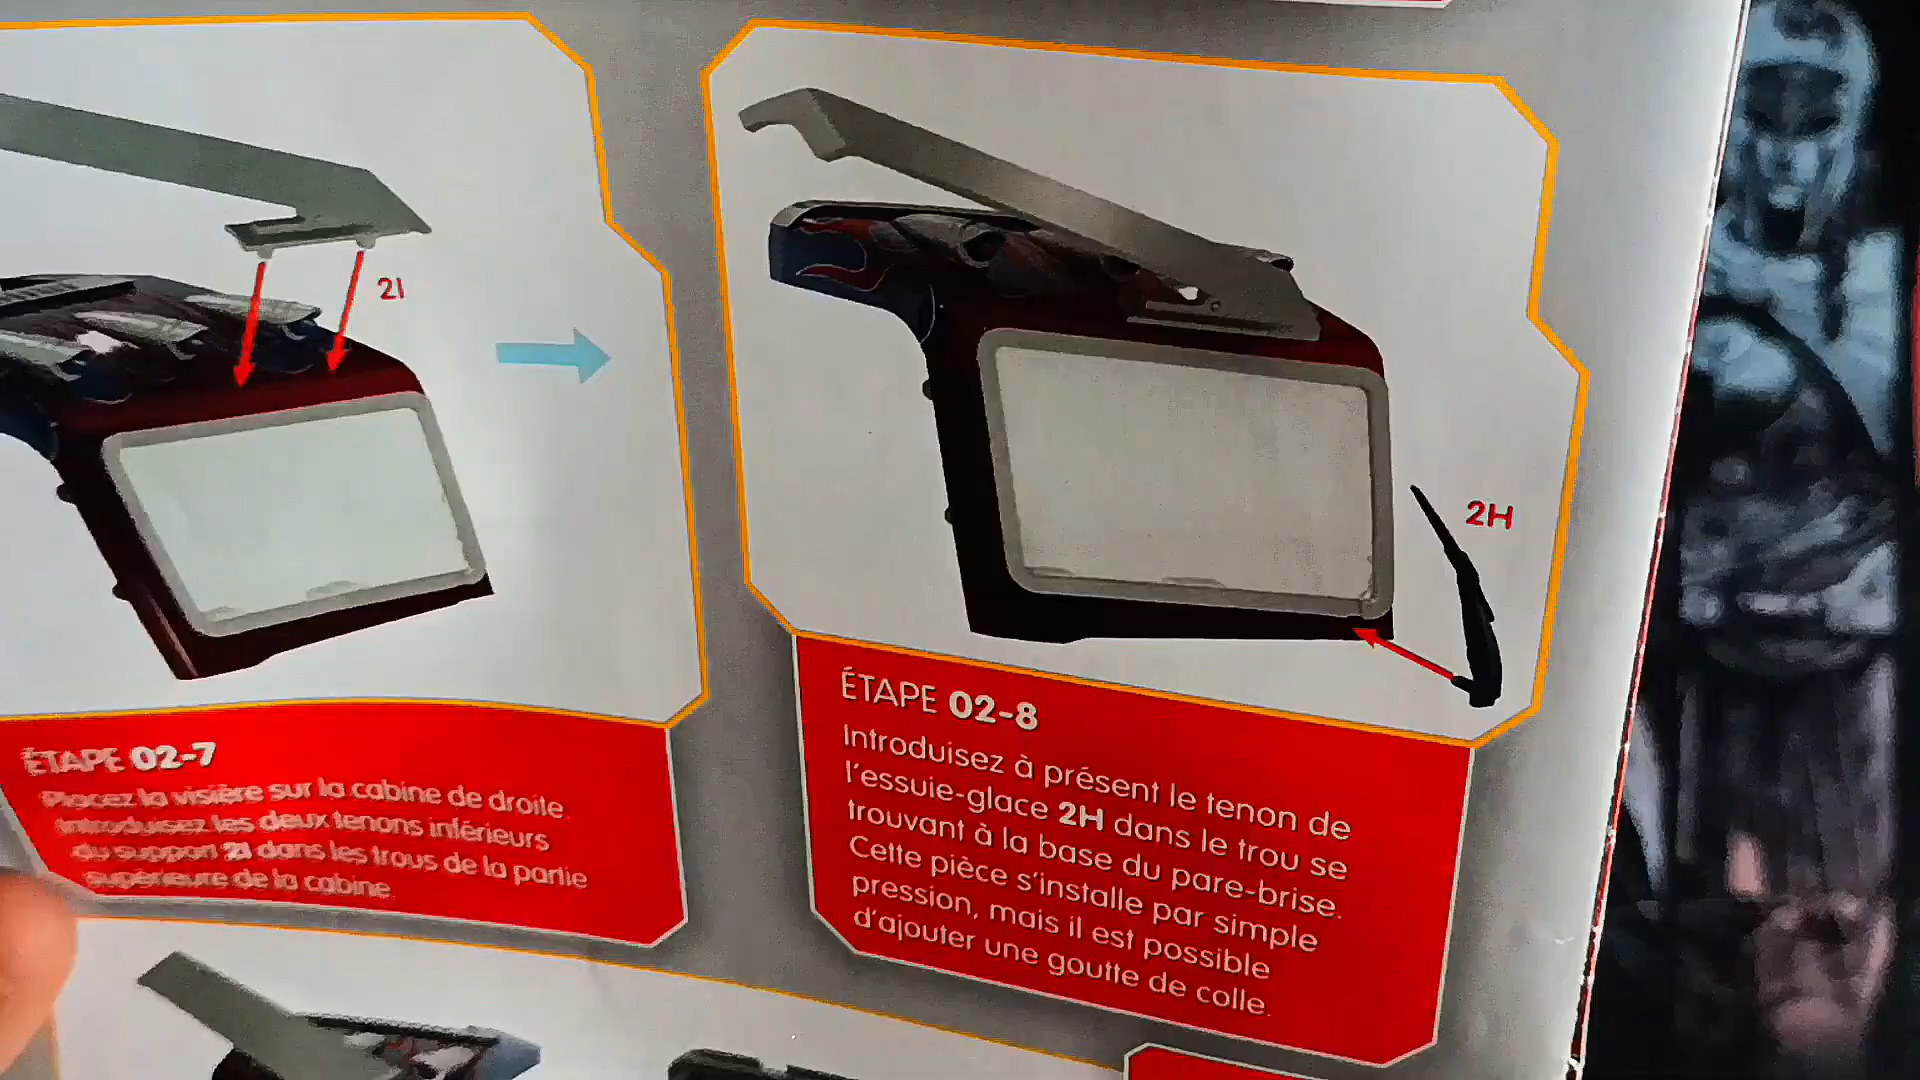 2I
2H
ÉTAPE 02-7
Placez la visière sur la cabine de droite.
Introduisez les deux tenons inférieurs
du support 2I dans les trous de la partie
supérieure de la cabine.
ÉTAPE 02-8
Introduisez à présent le tenon de
l'essuie-glace 2H dans le trou se
trouvant à la base du pare-brise.
Cette pièce s'installe par simple
pression, mais il est possible
d'ajouter une goutte de colle.